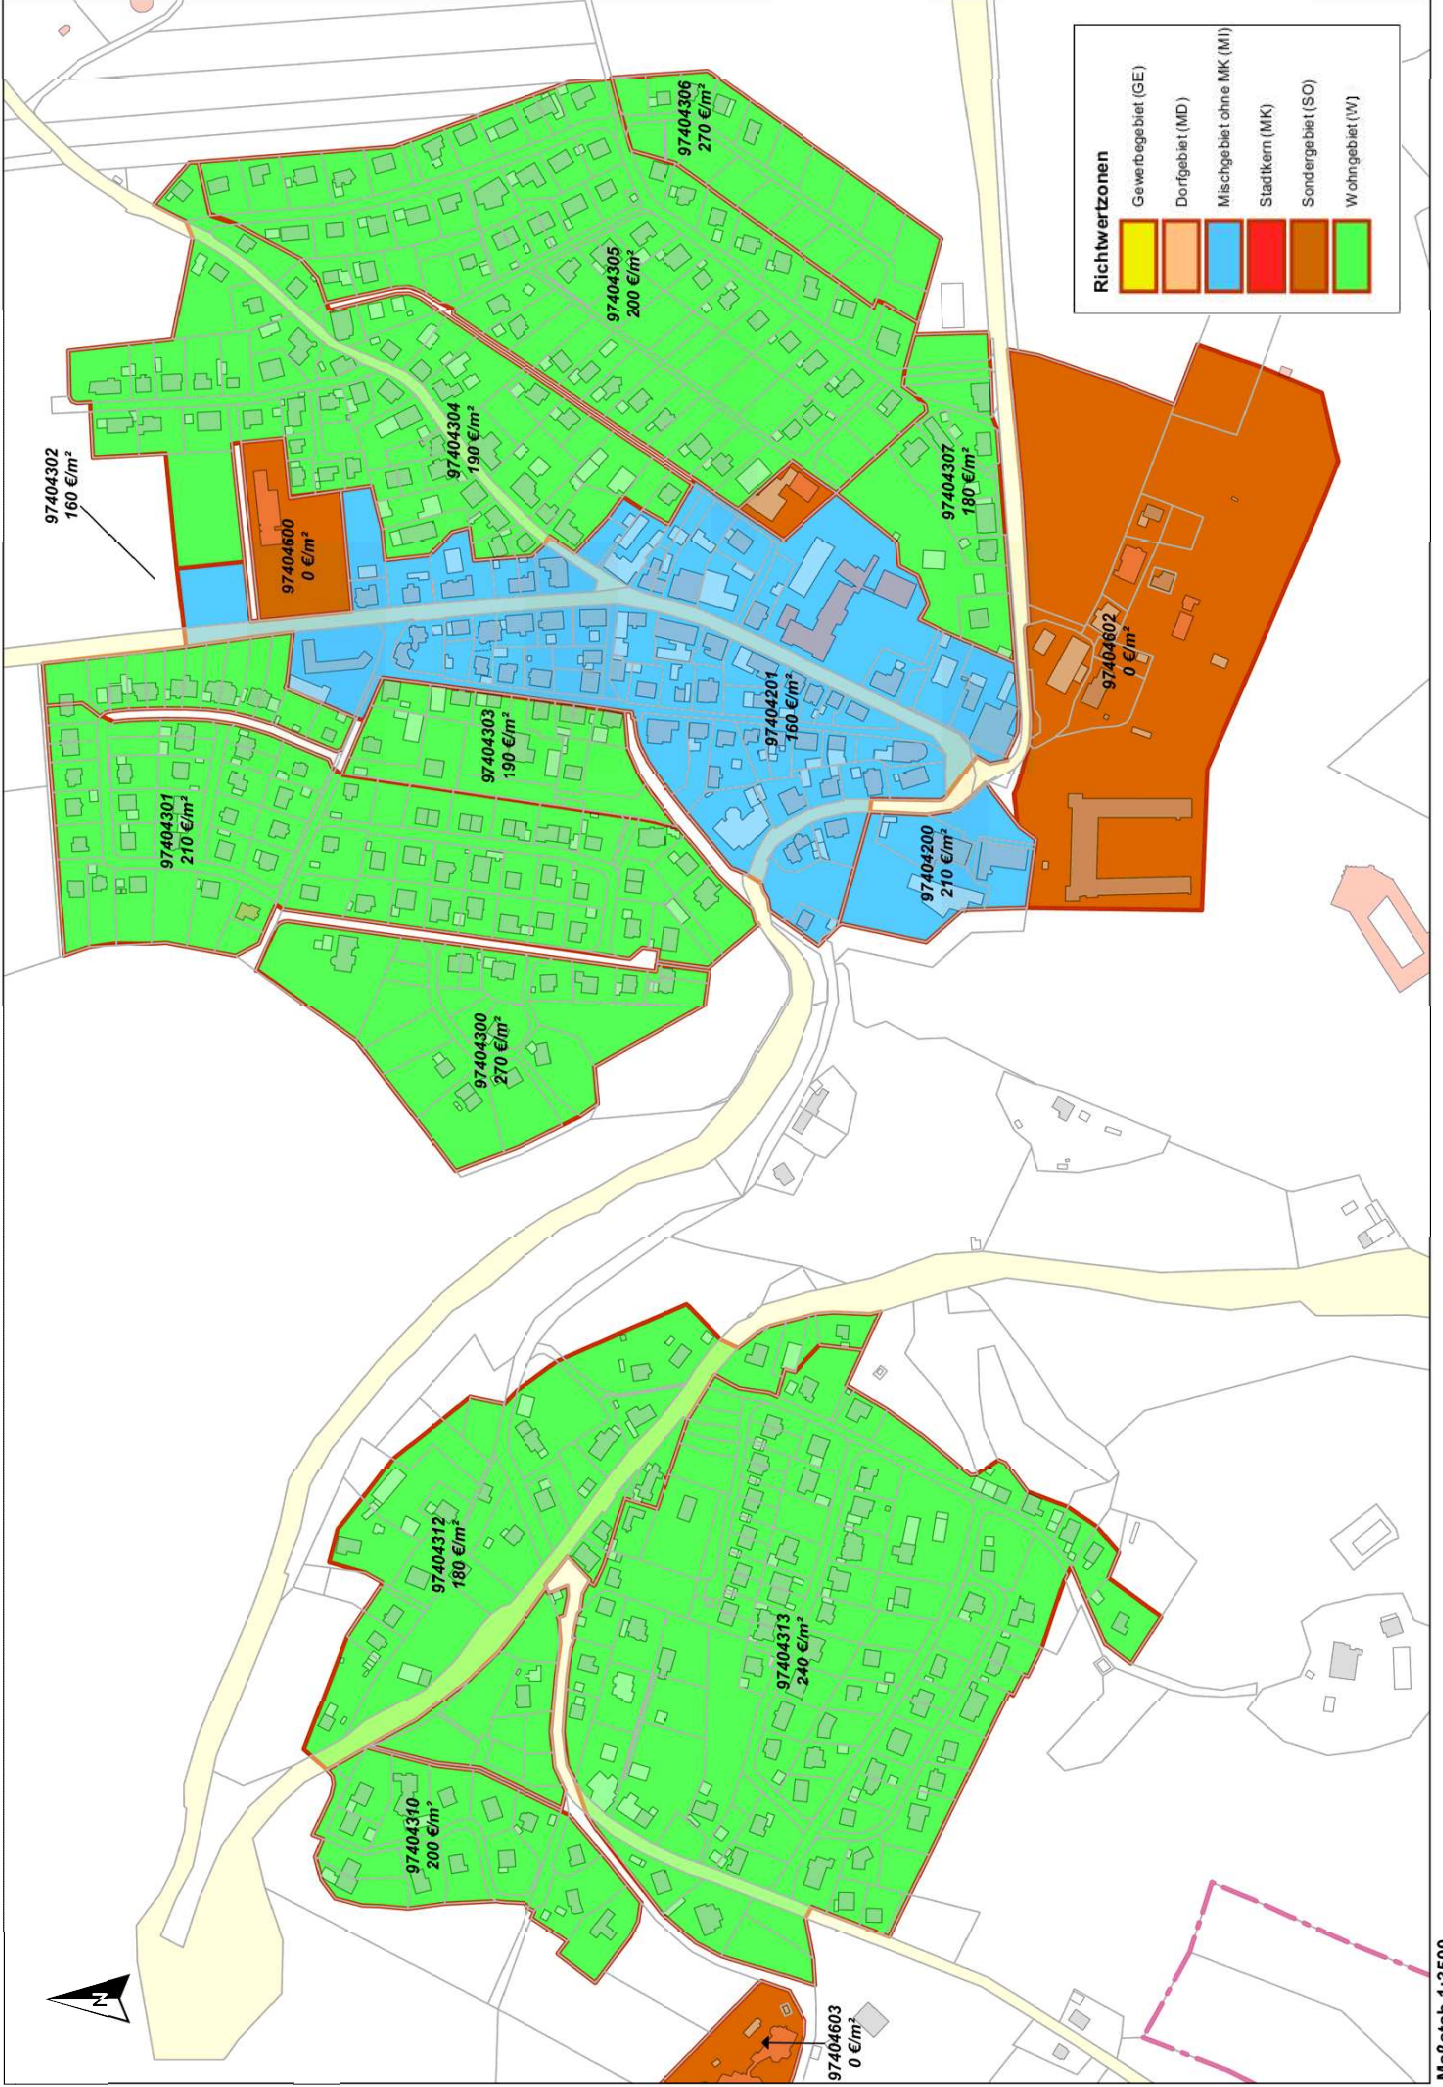 97404302
160 €/m²
97404600
0 €/m²
97404304
190 €/m²
97404305
200 €/m²
97404306
270 €/m²
97404307
180 €/m²
97404301
210 €/m²
97404303
190 €/m²
97404201
160 €/m²
97404200
210 €/m²
97404602
0 €/m²
97404300
270 €/m²
97404312
180 €/m²
97404310
200 €/m²
97404313
240 €/m²
97404603
0 €/m²
N
Richtwertzonen
Gewerbegebiet (GE)
Dorfgebiet (MD)
Mischgebiet ohne MK (MI)
Stadtkern (MK)
Sondergebiet (SO)
Wohngebiet (W)
Maßstab 1:3500